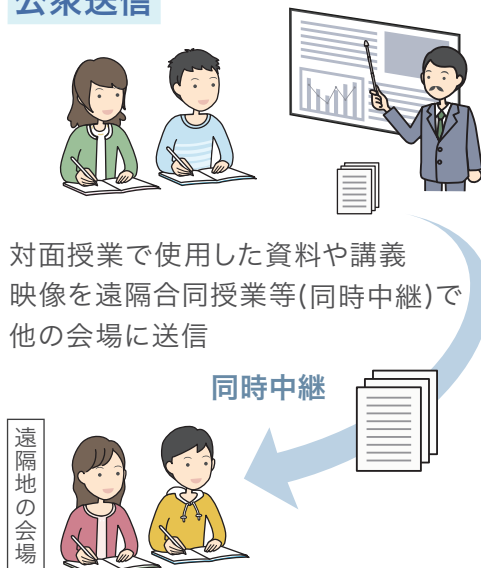 公衆送信
対面授業で使用した資料や講義
映像を遠隔合同授業等(同時中継)で
他の会場に送信
同時中継
遠隔地の会場